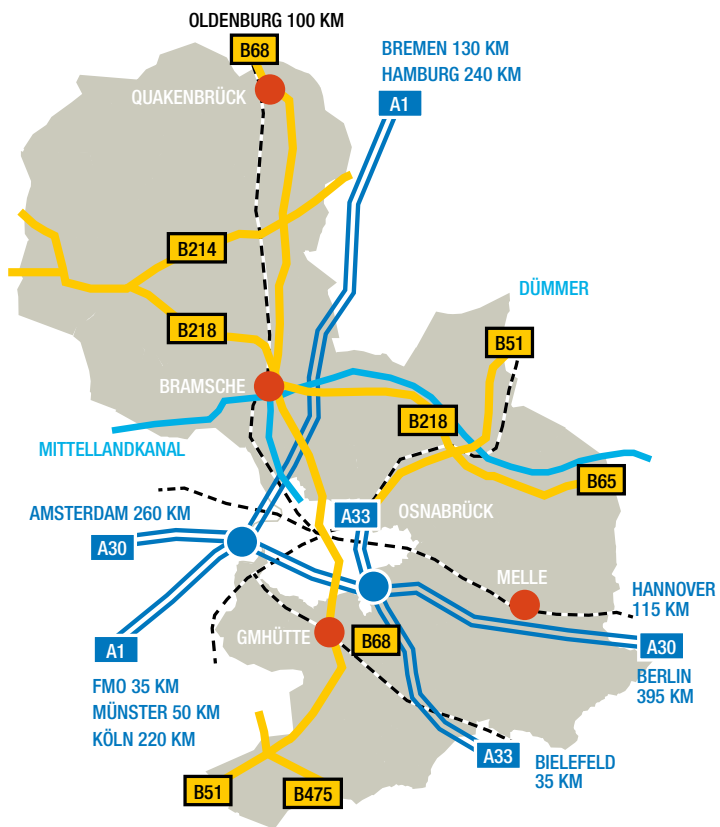 OLDENBURG 100 KM
B68
BREMEN 130 KM
HAMBURG 240 KM
QUAKENBRÜCK
A1
B214
DÜMMER
B218
B51
BRAMSCHE
B218
MITTELLANDKANAL
B65
AMSTERDAM 260 KM
A33
OSNABRÜCK
A30
MELLE
HANNOVER
115 KM
GMHÜTTE
B68
A1
A30
FMO 35 KM
MÜNSTER 50 KM
KÖLN 220 KM
BERLIN
395 KM
A33
BIELEFELD
35 KM
B51
B475